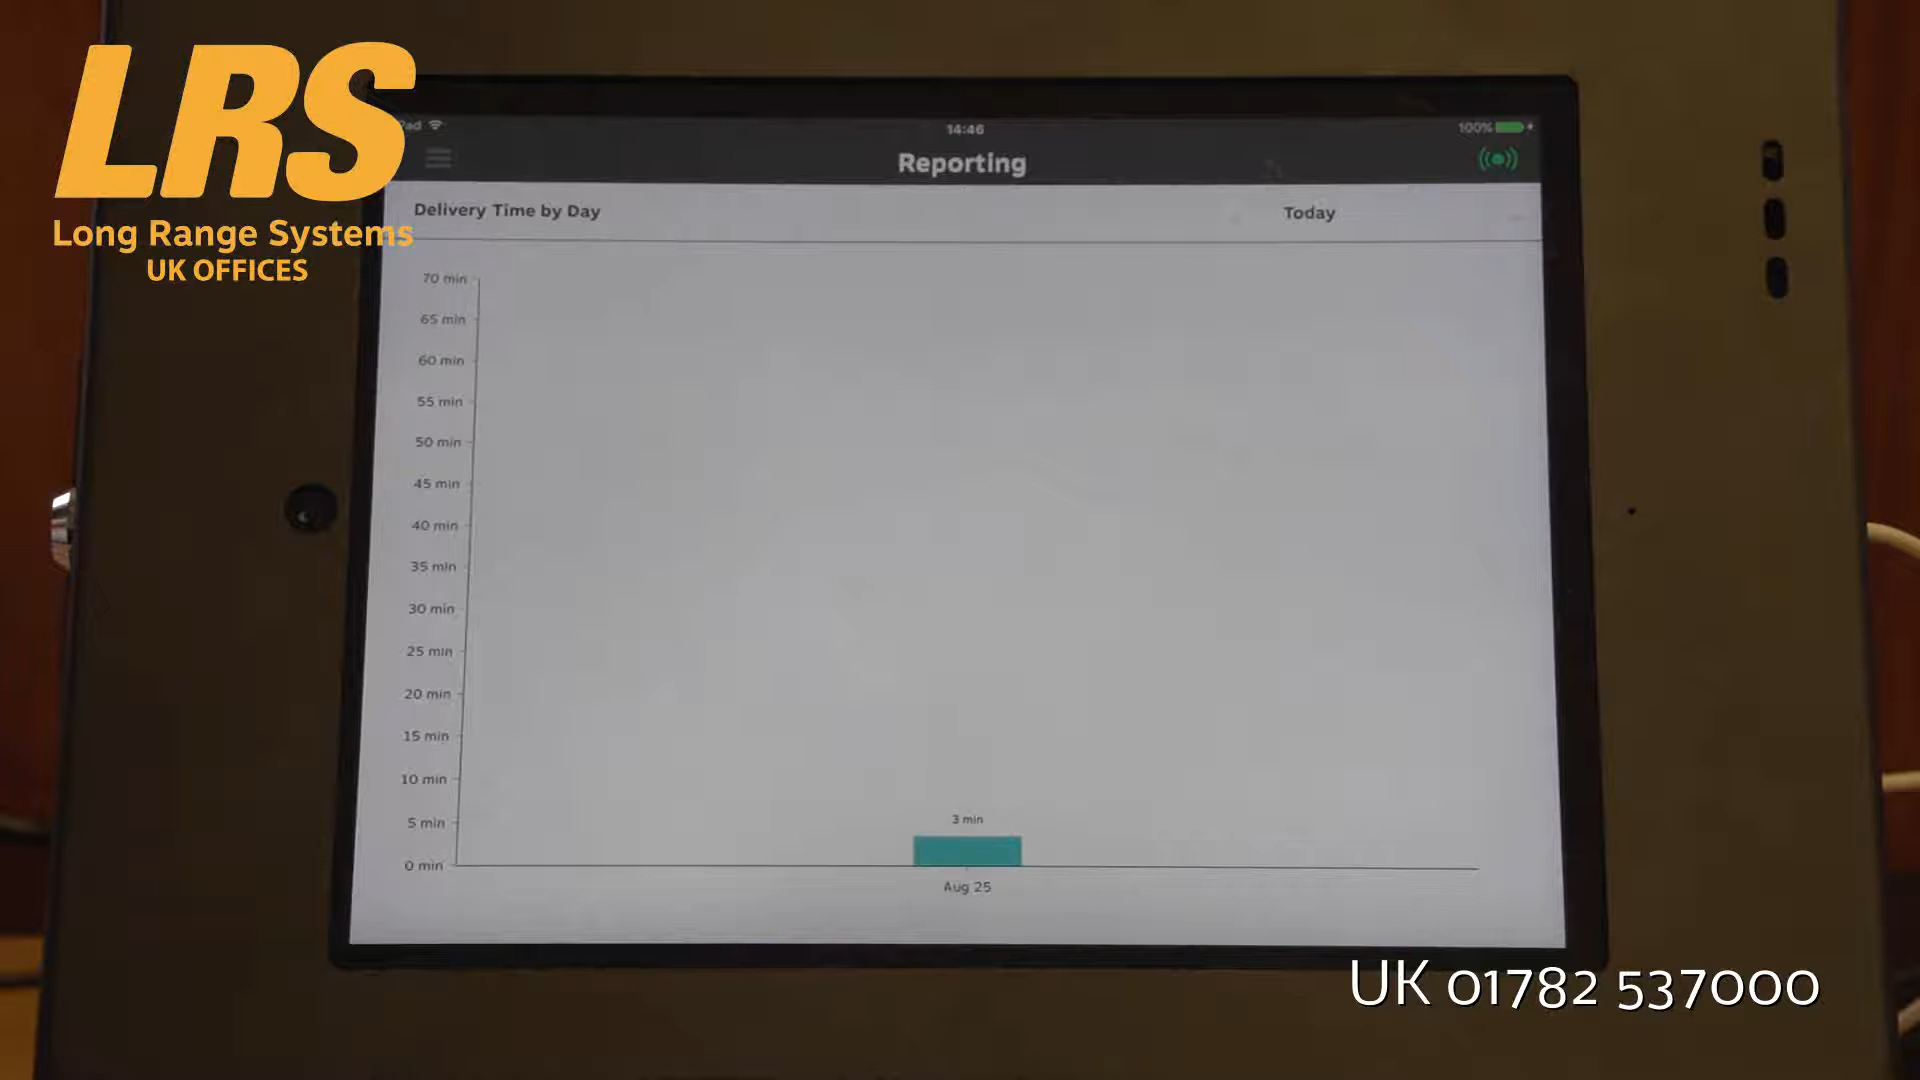 LRS
Long Range Systems
UK OFFICES
Pad
14:46
100%
Reporting
Delivery Time by Day
Today
70 min
65 min
60 min
55 min
50 min
45 min
40 min
35 min
30 min
25 min
20 min
15 min
10 min
5 min
0 min
3 min
Aug 25
UK 01782 537000